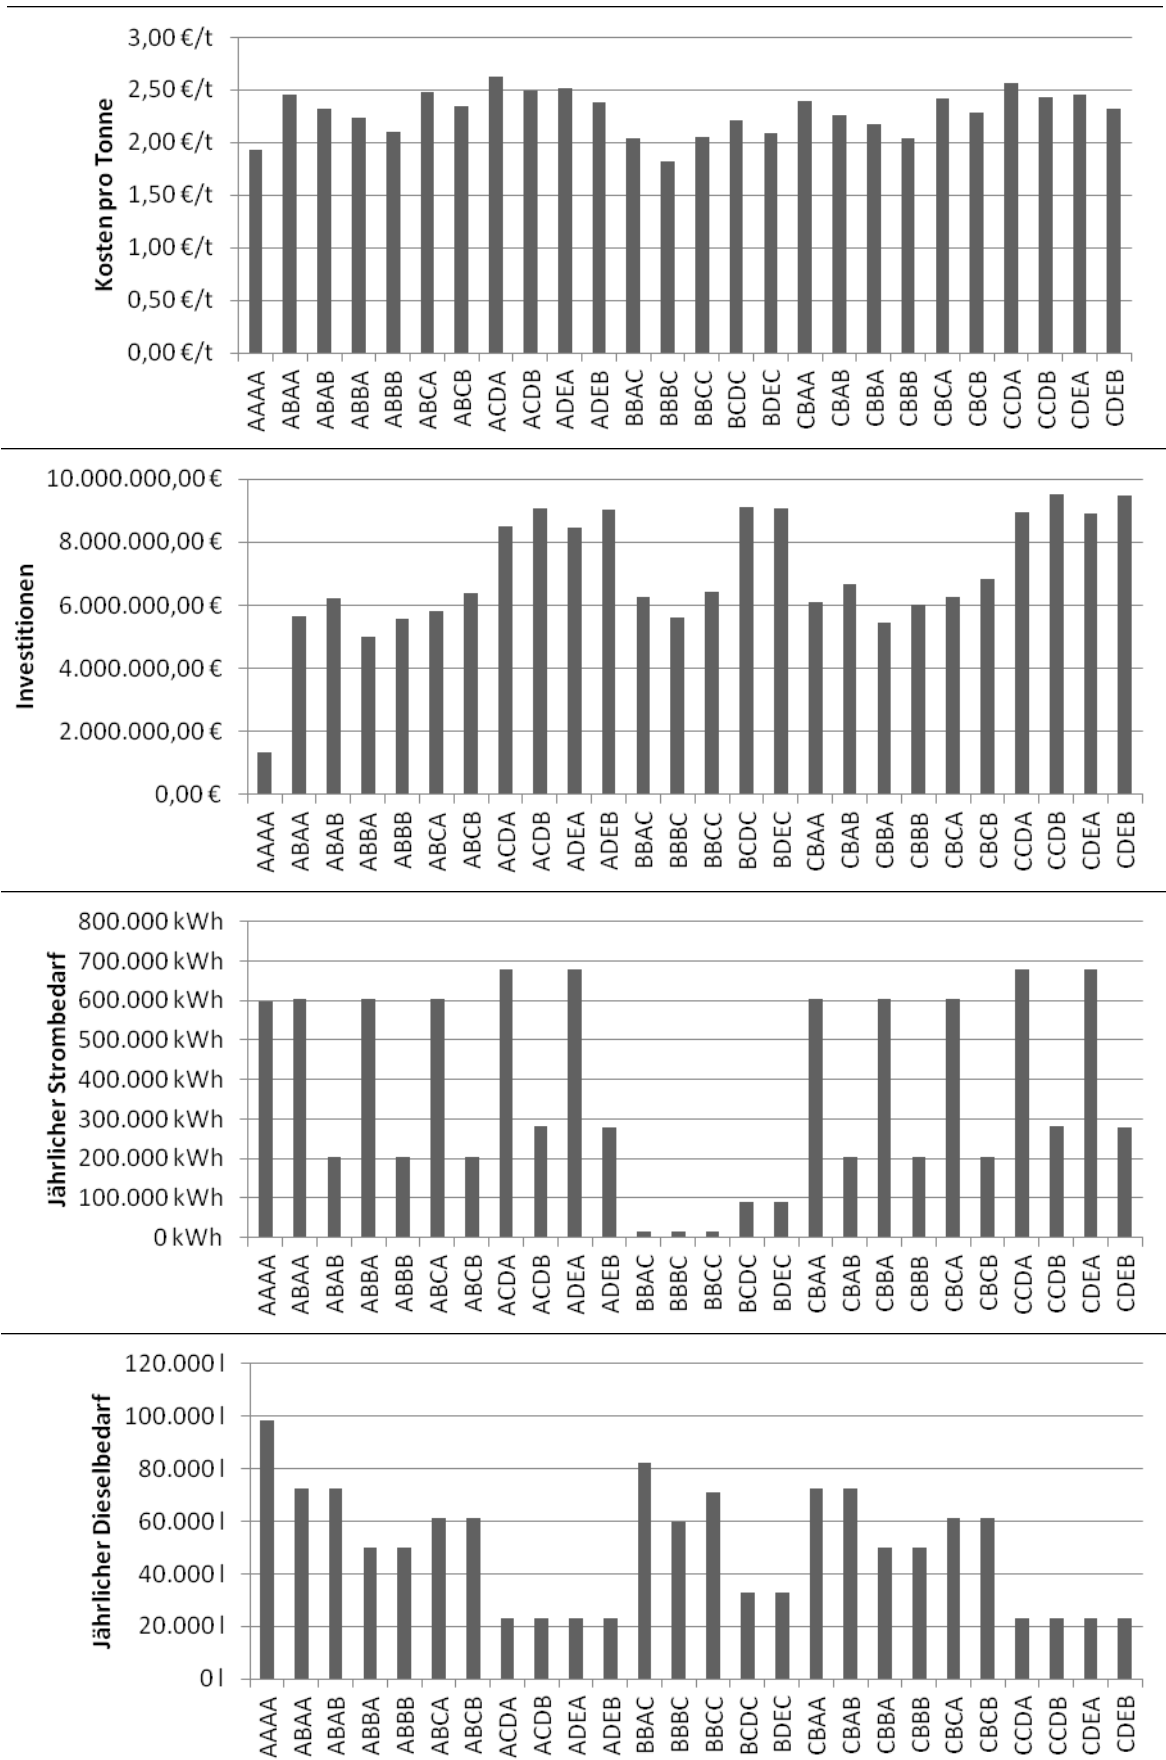 Kosten pro Tonne
3,00 €/t
2,50 €/t
2,00 €/t
1,50 €/t
1,00 €/t
0,50 €/t
0,00 €/t
AAAA ABAA ABAB ABBA ABBB ABCA ABCB ACDA ACDB ADEA ADEB BBAC BBBC BBCC BCDC BDEC CBAA CBAB CBBA CBBB CBCA CBCB CCDA CCDB CDEA CDEB
Investitionen
10.000.000,00 €
8.000.000,00 €
6.000.000,00 €
4.000.000,00 €
2.000.000,00 €
0,00 €
AAAA ABAA ABAB ABBA ABBB ABCA ABCB ACDA ACDB ADEA ADEB BBAC BBBC BBCC BCDC BDEC CBAA CBAB CBBA CBBB CBCA CBCB CCDA CCDB CDEA CDEB
Jährlicher Strombedarf
800.000 kWh
700.000 kWh
600.000 kWh
500.000 kWh
400.000 kWh
300.000 kWh
200.000 kWh
100.000 kWh
0 kWh
AAAA ABAA ABAB ABBA ABBB ABCA ABCB ACDA ACDB ADEA ADEB BBAC BBBC BBCC BCDC BDEC CBAA CBAB CBBA CBBB CBCA CBCB CCDA CCDB CDEA CDEB
Jährlicher Dieselbedarf
120.000 l
100.000 l
80.000 l
60.000 l
40.000 l
20.000 l
0 l
AAAA ABAA ABAB ABBA ABBB ABCA ABCB ACDA ACDB ADEA ADEB BBAC BBBC BBCC BCDC BDEC CBAA CBAB CBBA CBBB CBCA CBCB CCDA CCDB CDEA CDEB